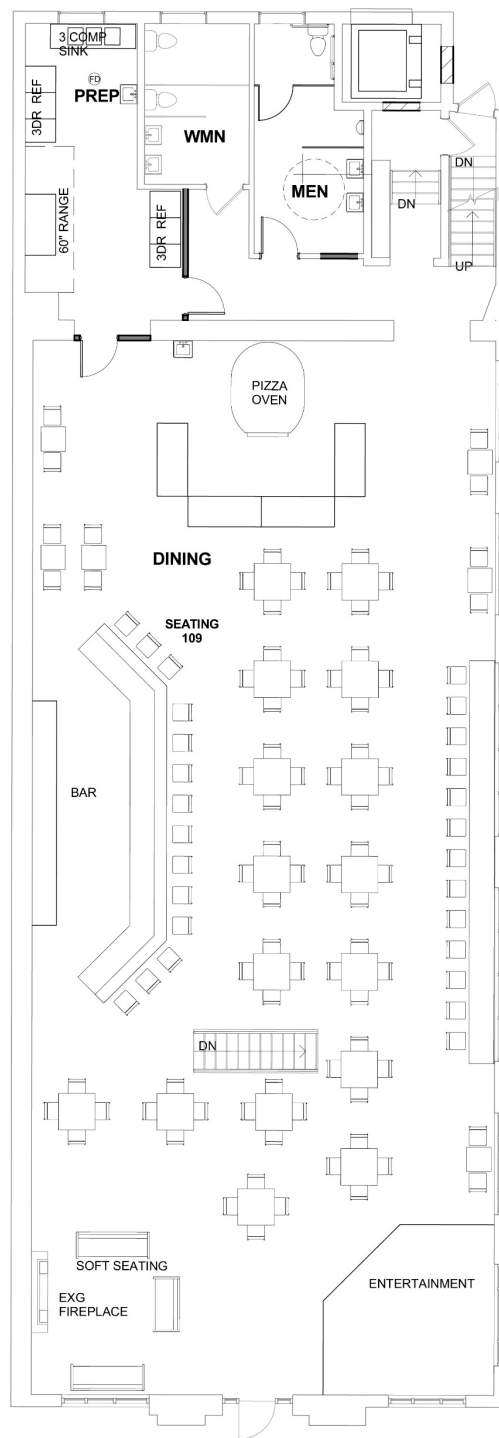 3 COMP
SINK
FD
PREP
3DR REF
WMN
MEN
DN
DN
UP
60" RANGE
3DR REF
PIZZA
OVEN
DINING
SEATING
109
BAR
DN
SOFT SEATING
EXG
FIREPLACE
ENTERTAINMENT